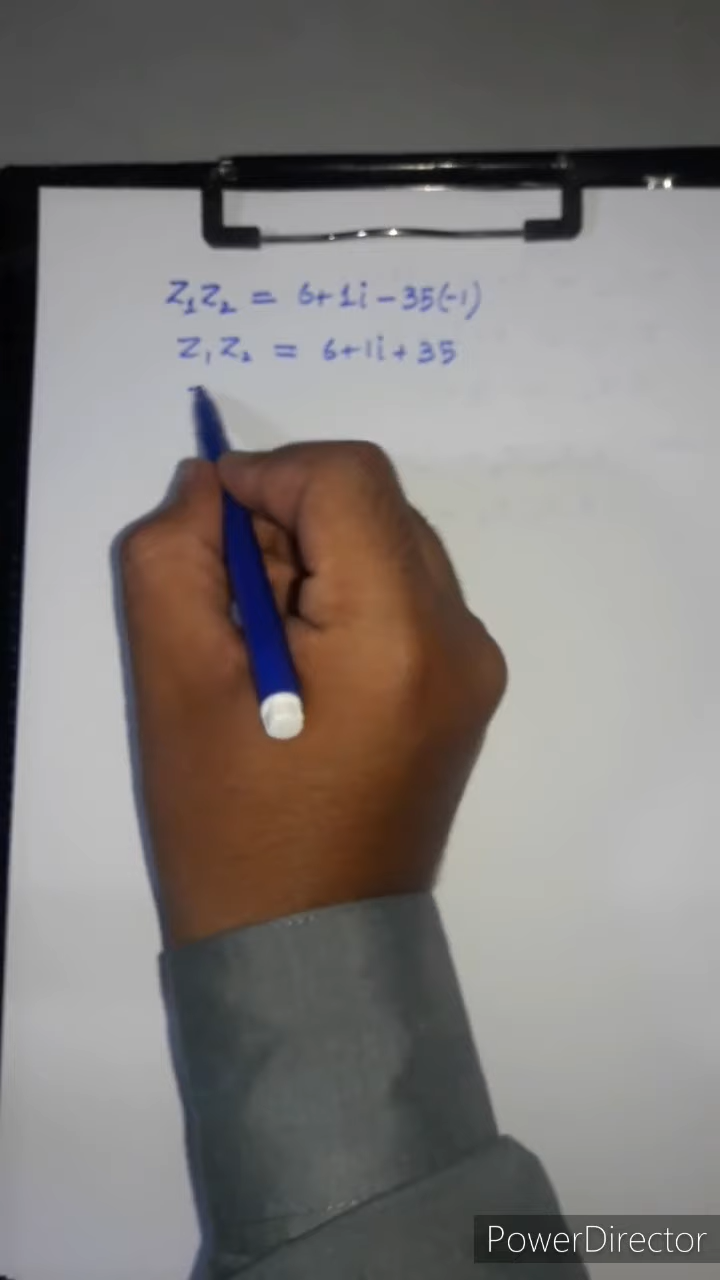 Z₁Z₂ = 6+1i-35(-1)
Z₁Z₂ = 6+1i+35
PowerDirector